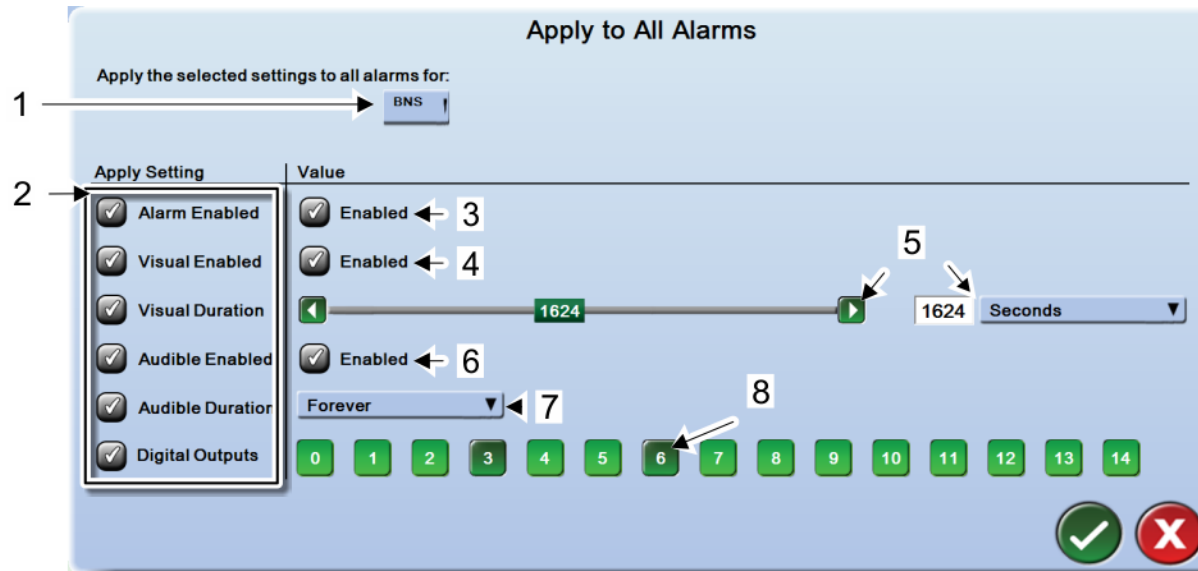 Apply to All Alarms
Apply the selected settings to all alarms for:
1
BNS
Apply Setting
Value
2
Alarm Enabled
Enabled
3
Visual Enabled
Enabled
4
5
Visual Duration
1624
1624
Seconds
Audible Enabled
Enabled
6
Audible Duration
Forever
7
8
Digital Outputs
0 1 2 3 4 5 6 7 8 9 10 11 12 13 14
X